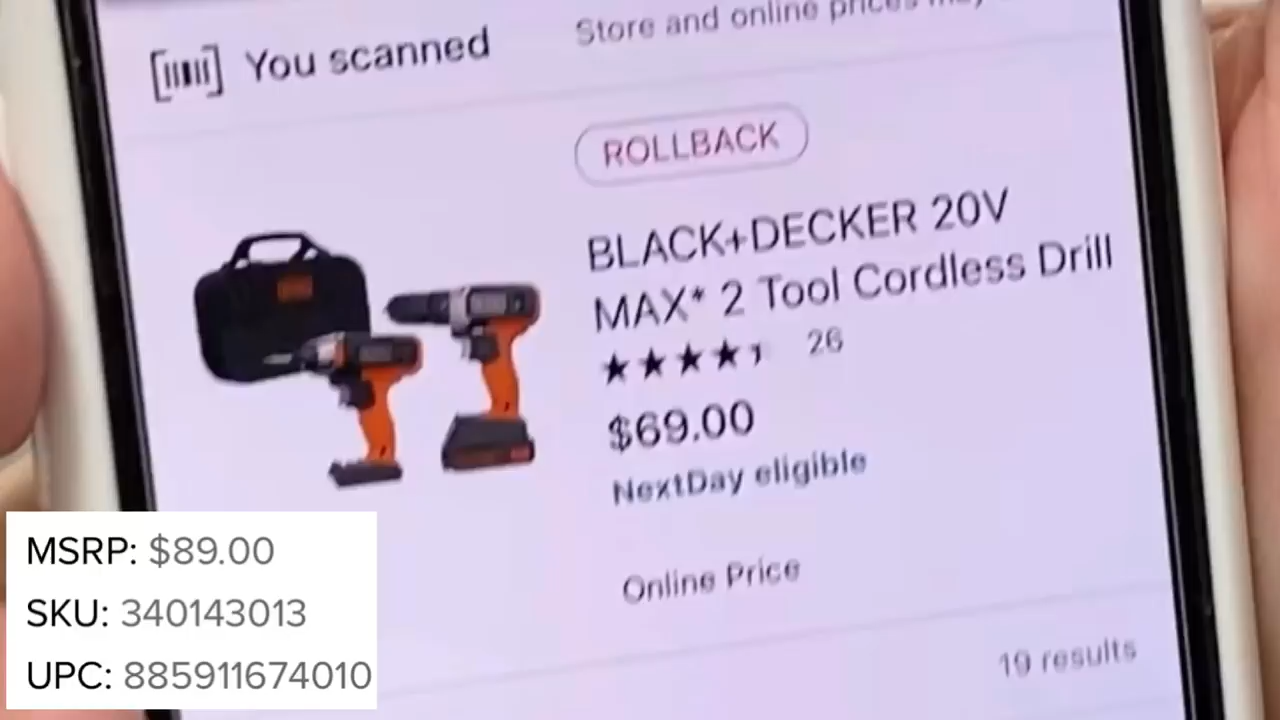 You scanned
Store and online prices may
ROLLBACK
BLACK+DECKER 20V
MAX* 2 Tool Cordless Drill
26
$69.00
NextDay eligible
Online Price
19 results
MSRP: $89.00
SKU: 340143013
UPC: 885911674010